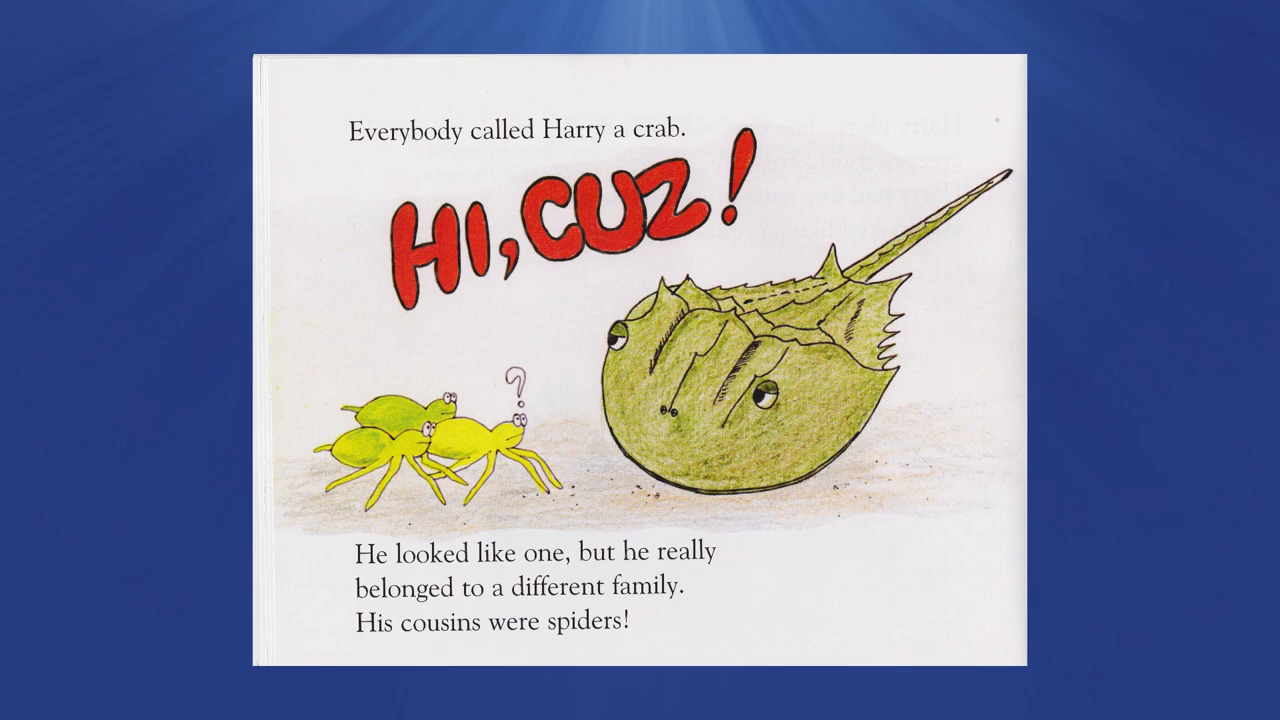 Everybody called Harry a crab.
HI, CUZ!
?
He looked like one, but he really
belonged to a different family.
His cousins were spiders!